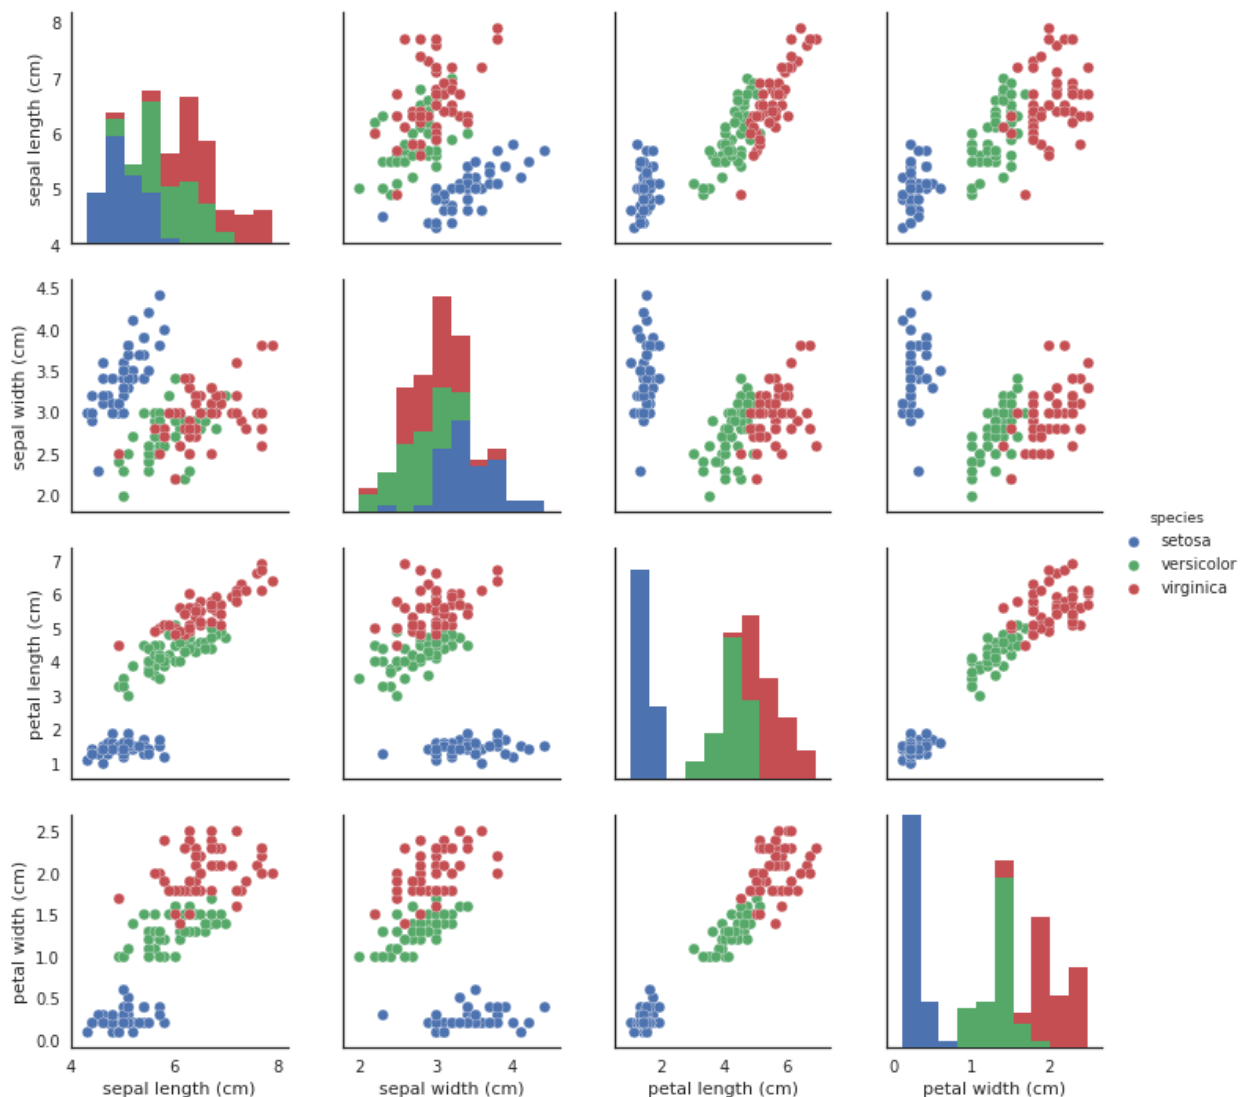 sepal length (cm)
8
7
6
5
4
sepal width (cm)
4.5
4.0
3.5
3.0
2.5
2.0
species
setosa
versicolor
virginica
petal length (cm)
7
6
5
4
3
2
1
petal width (cm)
2.5
2.0
1.5
1.0
0.5
0.0
4 6 8
2 3 4
2 4 6
0 1 2
sepal length (cm)
sepal width (cm)
petal length (cm)
petal width (cm)